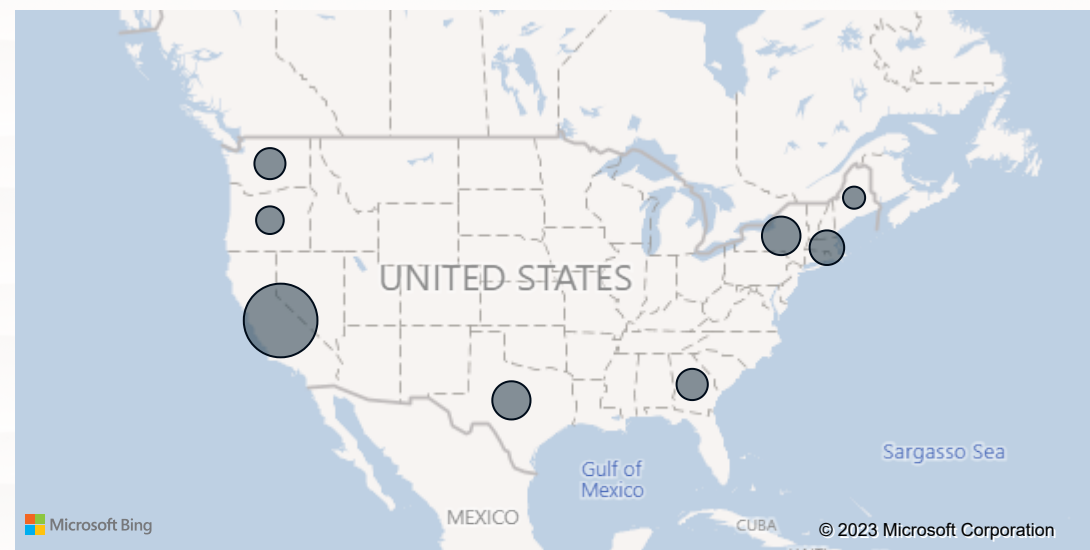 UNITED STATES
Sargasso Sea
Gulf of
Mexico
MEXICO
CUBA
Microsoft Bing
© 2023 Microsoft Corporation